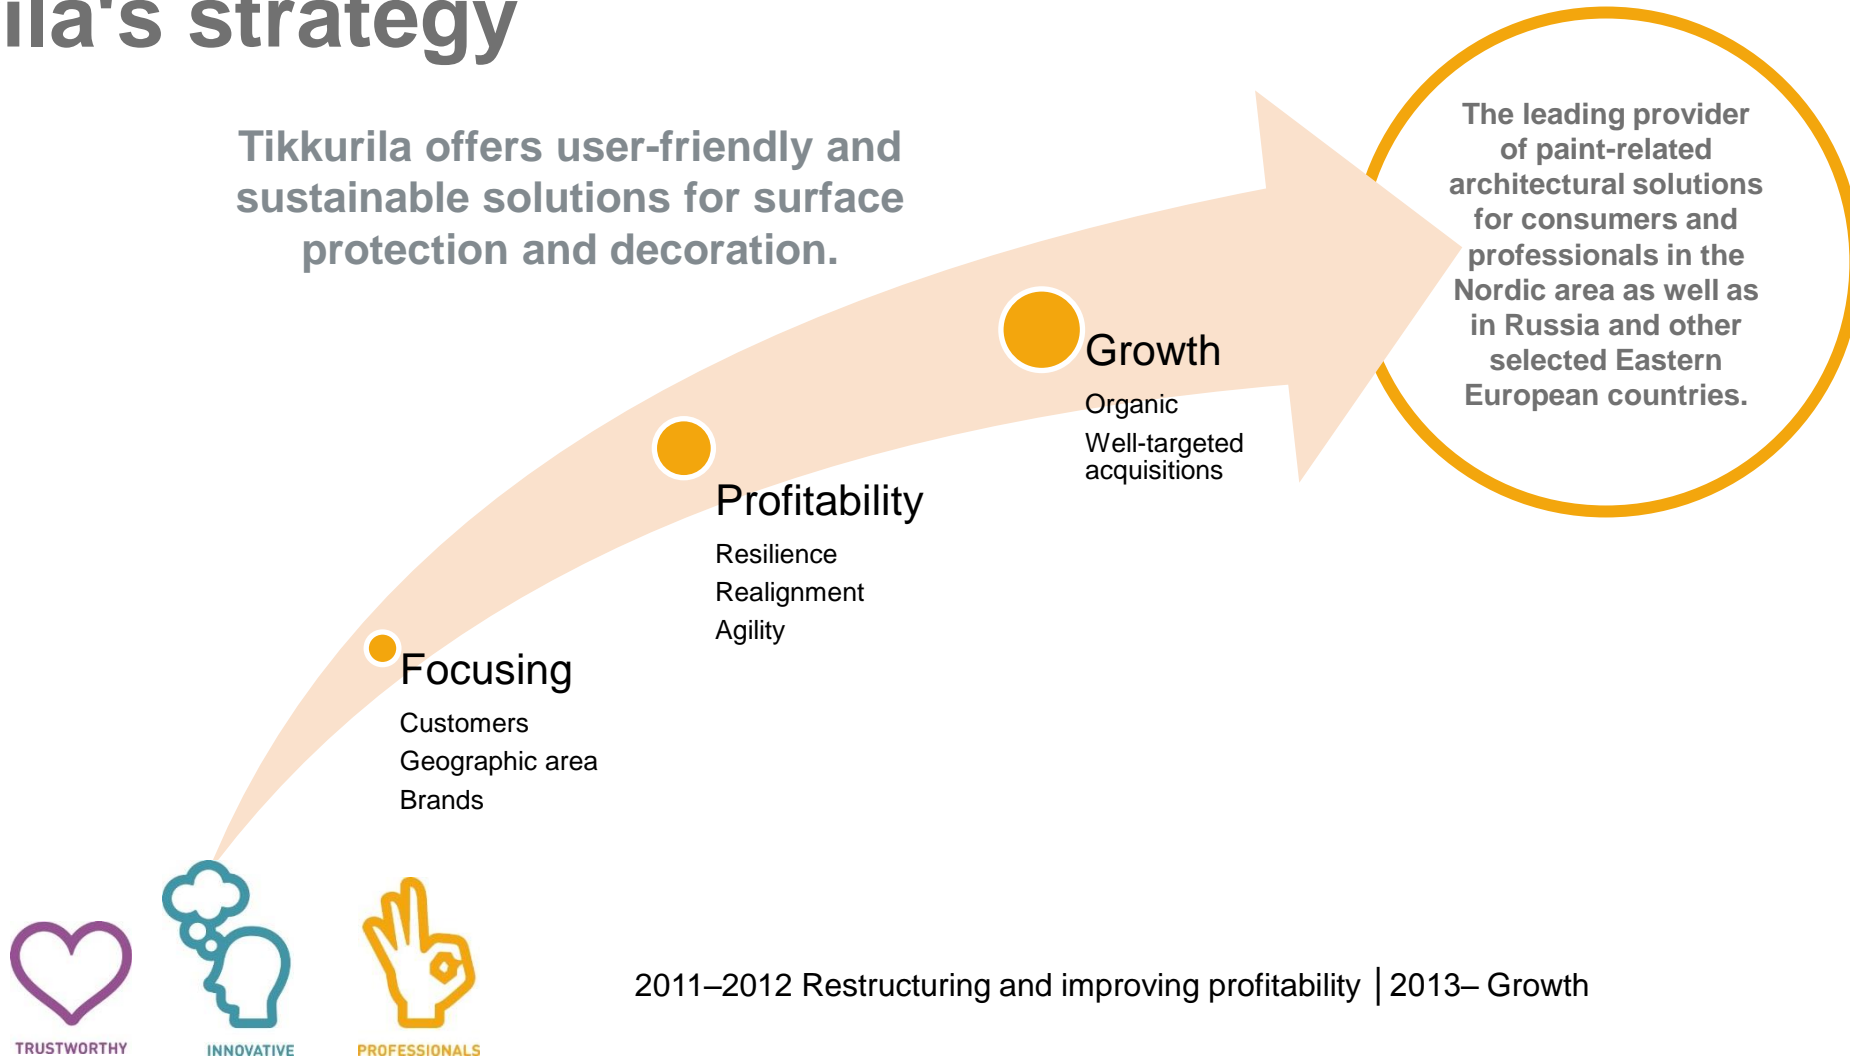 ila's strategy
Tikkurila offers user-friendly and
sustainable solutions for surface
protection and decoration.
The leading provider
of paint-related
architectural solutions
for consumers and
professionals in the
Nordic area as well as
in Russia and other
selected Eastern
European countries.
Growth
Organic
Well-targeted
acquisitions
Profitability
Resilience
Realignment
Agility
Focusing
Customers
Geographic area
Brands
2011–2012 Restructuring and improving profitability | 2013– Growth
TRUSTWORTHY
INNOVATIVE
PROFESSIONALS